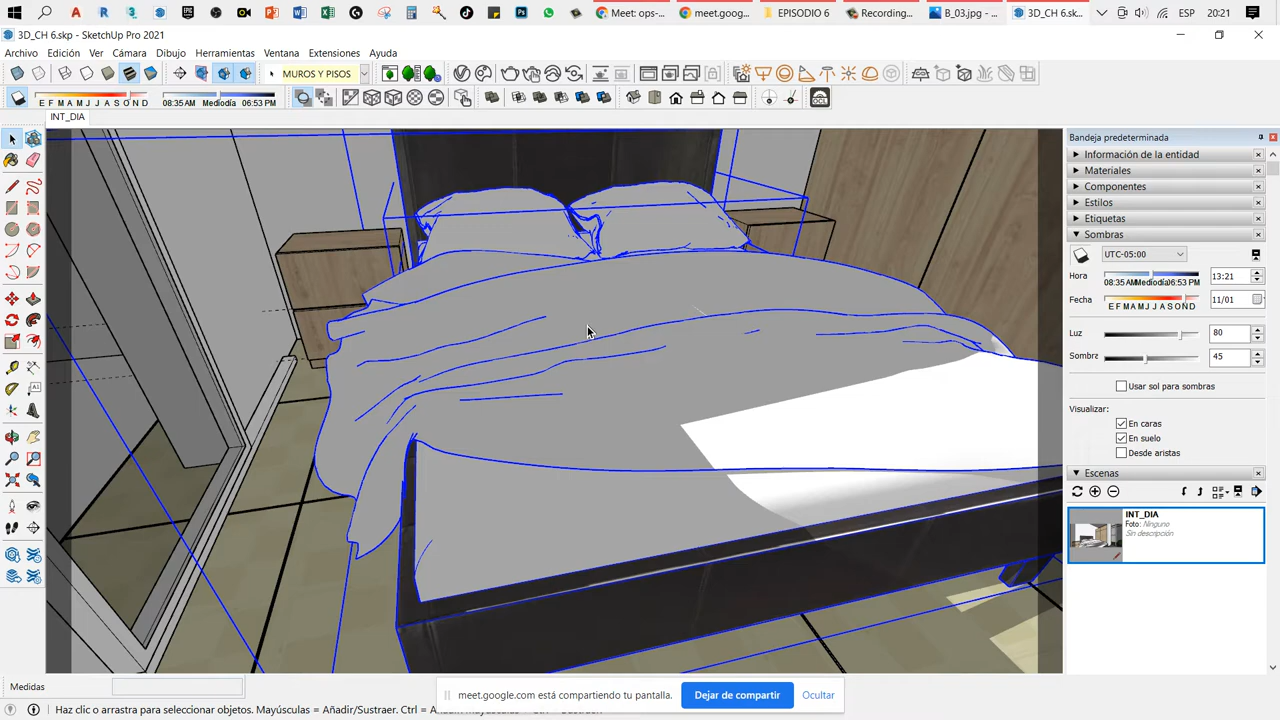 Meet: ops-...
meet.goog...
EPISODIO 6
Recording...
B_03.jpg - ...
3D_CH 6.sk...
ESP
20:21
3D_CH 6.skp - SketchUp Pro 2021
Archivo Edición Ver Cámara Dibujo Herramientas Ventana Extensiones Ayuda
MUROS Y PISOS
E F M A M J J A S O N D
08:35 AM Mediodía 06:53 PM
INT_DIA
Bandeja predeterminada
Información de la entidad
Materiales
Componentes
Estilos
Etiquetas
Sombras
UTC-05:00
Hora
08:35 AM Mediodía 06:53 PM
13:21
Fecha
E F M A M J J A S O N D
11/01
Luz
80
Sombr
45
Usar sol para sombras
Visualizar:
En caras
En suelo
Desde aristas
Escenas
INT_DIA
Foto: Ninguno
Sin descripción
Medidas
meet.google.com está compartiendo tu pantalla.
Dejar de compartir
Ocultar
Haz clic o arrastra para seleccionar objetos. Mayúsculas = Añadir/Sustraer. Ctrl =